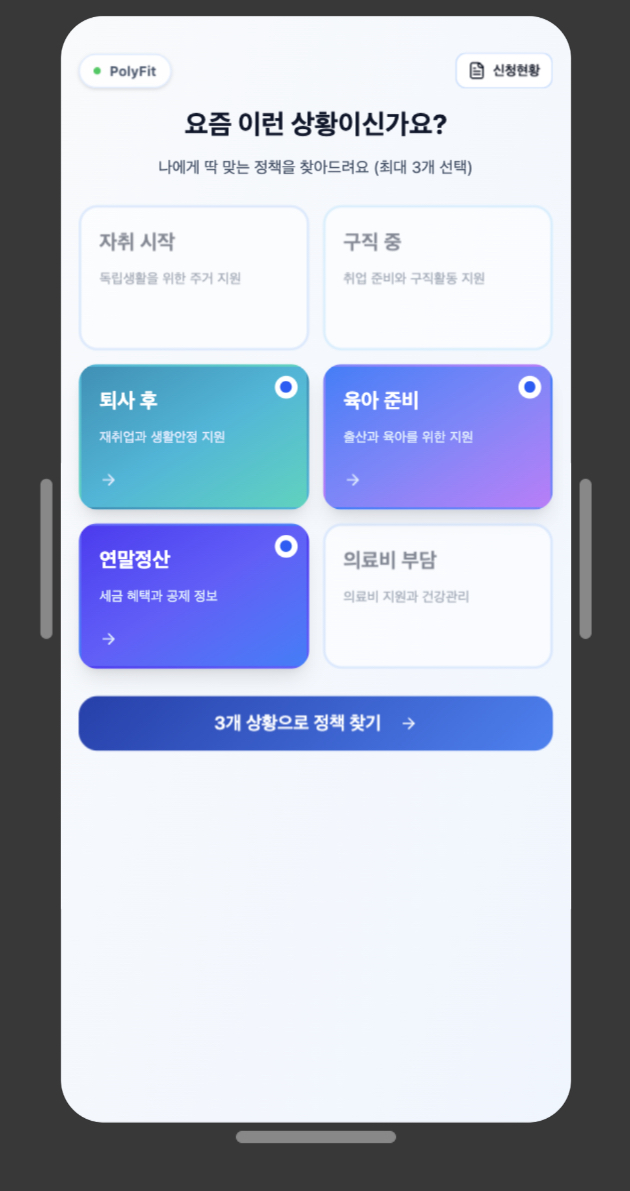 PolyFit
신청현황
요즘 이런 상황이신가요?
나에게 딱 맞는 정책을 찾아드려요 (최대 3개 선택)
자취 시작
독립생활을 위한 주거 지원
구직 중
취업 준비와 구직활동 지원
퇴사 후
재취업과 생활안정 지원
육아 준비
출산과 육아를 위한 지원
연말정산
세금 혜택과 공제 정보
의료비 부담
의료비 지원과 건강관리
3개 상황으로 정책 찾기